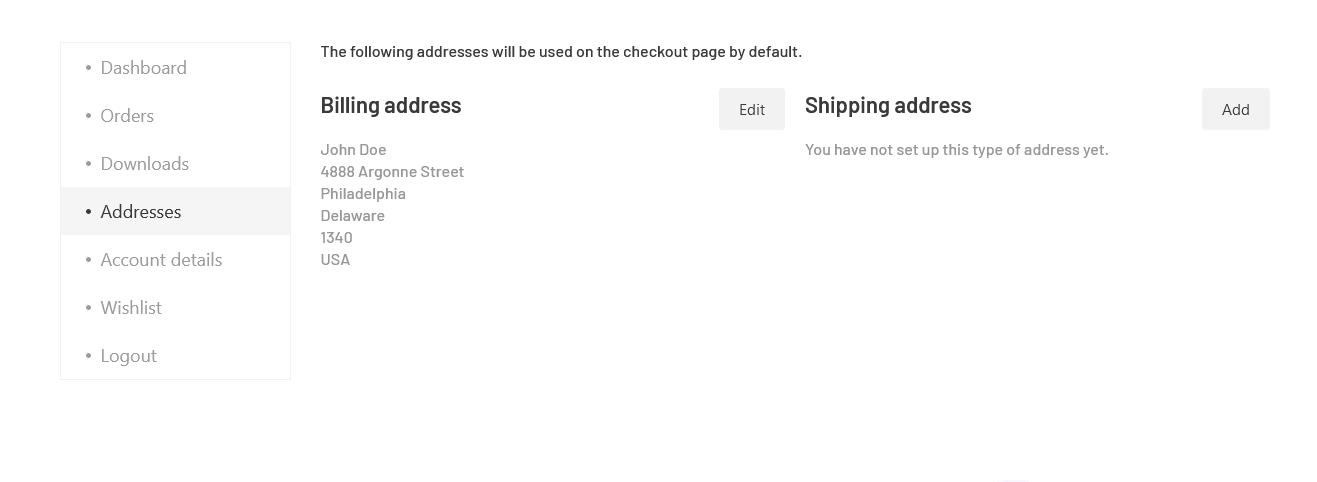 Dashboard
Orders
Downloads
Addresses
Account details
Wishlist
Logout
The following addresses will be used on the checkout page by default.
Billing address
Edit
John Doe
4888 Argonne Street
Philadelphia
Delaware
1340
USA
Shipping address
Add
You have not set up this type of address yet.